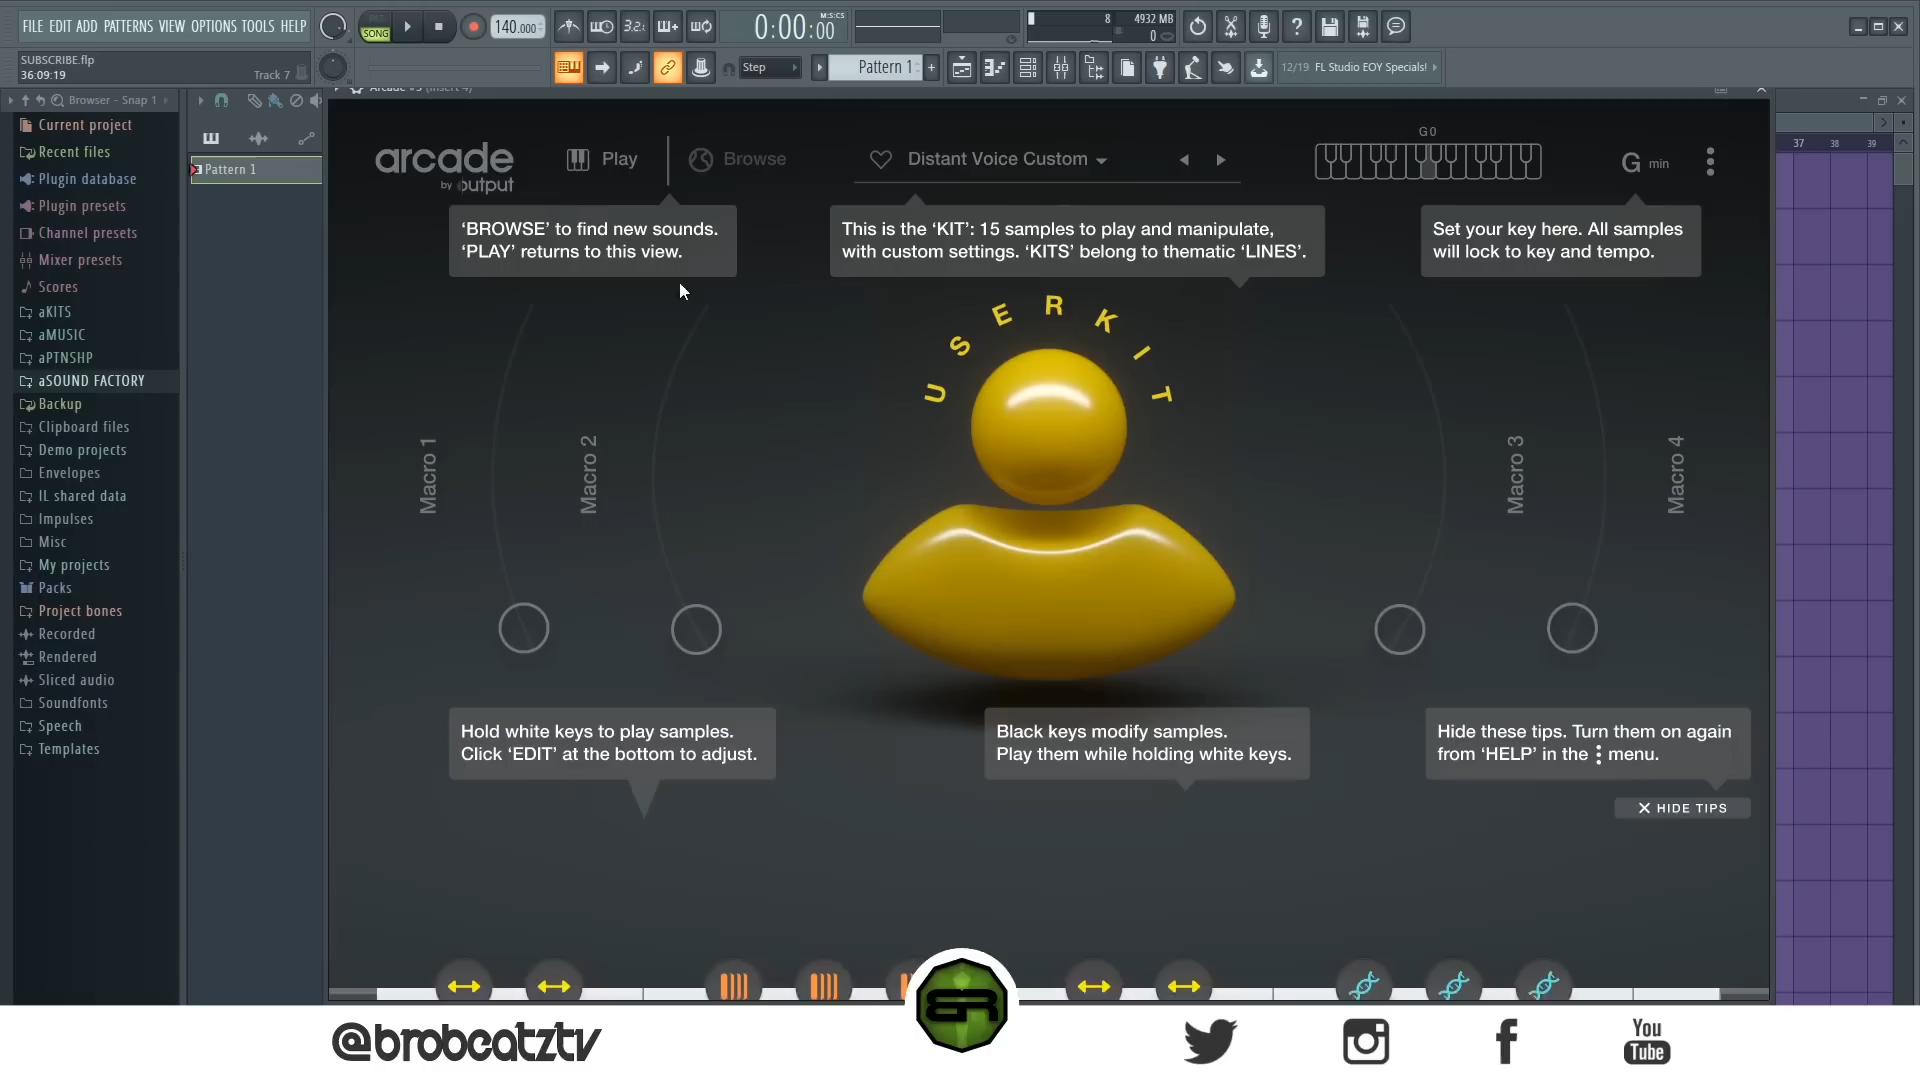 FILE EDIT ADD PATTERNS VIEW OPTIONS TOOLS HELP
SONG
140.000
3.2.
0:00:00
M:S:CS
8
4932 MB
0
SUBSCRIBE.flp
36:09:19
Track 7
Step
Pattern 1
+
12/19 FL Studio EOY Specials!
Browser - Snap 1
Current project
Recent files
Plugin database
Plugin presets
Channel presets
Mixer presets
Scores
aKITS
aMUSIC
aPTNSHP
aSOUND FACTORY
Backup
Clipboard files
Demo projects
Envelopes
IL shared data
Impulses
Misc
My projects
Packs
Project bones
Recorded
Rendered
Sliced audio
Soundfonts
Speech
Templates
Pattern 1
arcade
by output
Play
Browse
Distant Voice Custom
G0
G min
37 38 39
‘BROWSE’ to find new sounds.
‘PLAY’ returns to this view.
This is the ‘KIT’: 15 samples to play and manipulate,
with custom settings. ‘KITS’ belong to thematic ‘LINES’.
Set your key here. All samples
will lock to key and tempo.
USER KIT
Macro 1
Macro 2
Macro 3
Macro 4
Hold white keys to play samples.
Click ‘EDIT’ at the bottom to adjust.
Black keys modify samples.
Play them while holding white keys.
Hide these tips. Turn them on again
from ‘HELP’ in the ⋮ menu.
HIDE TIPS
@brobeatztv
BR
You
Tube